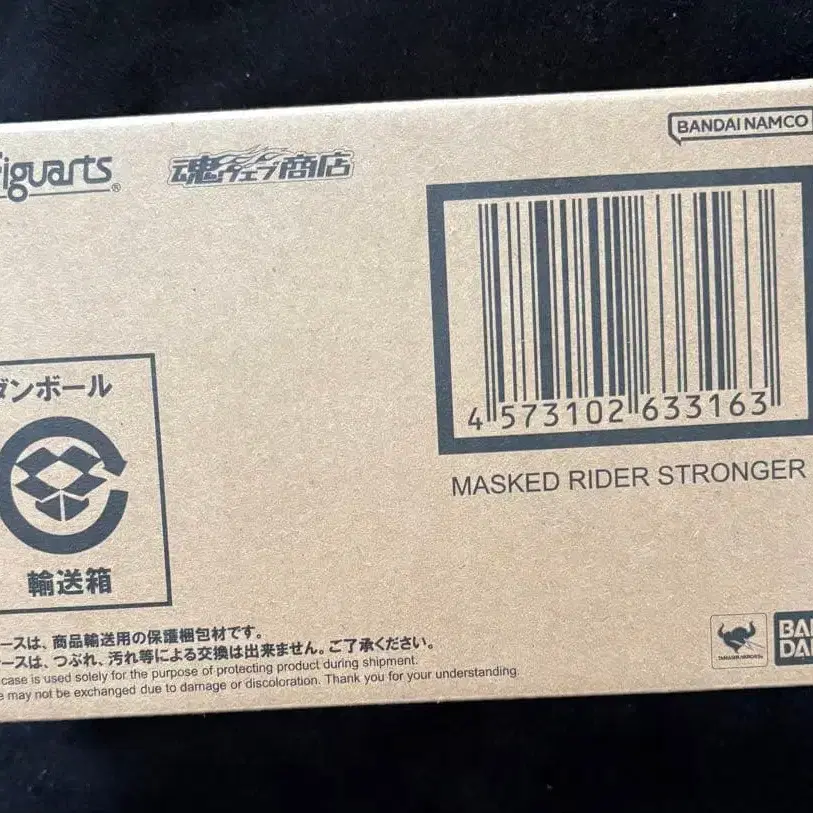 BANDAI NAMCO
Figuarts®
魂ウェブ商店
4 573102 633163
MASKED RIDER STRONGER
ダンボール
輸送箱
ースは、商品輸送用の保護梱包材です。
ースは、つぶれ、汚れ等による交換は出来ません。ご了承ください。
case is used solely for the purpose of protecting product during shipment.
e may not be exchanged due to damage or discoloration. Thank you for your understanding.
TAMASHII NATIONS
BAN
DAI